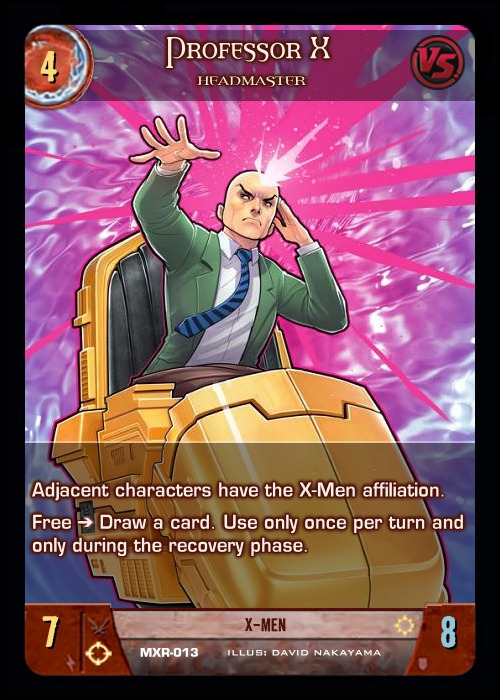 4
Professor X
VS
Headmaster
Adjacent characters have the X-Men affiliation.
Free ➔ Draw a card. Use only once per turn and
only during the recovery phase.
7
X-MEN
8
MXR-013 ILLUS: DAVID NAKAYAMA